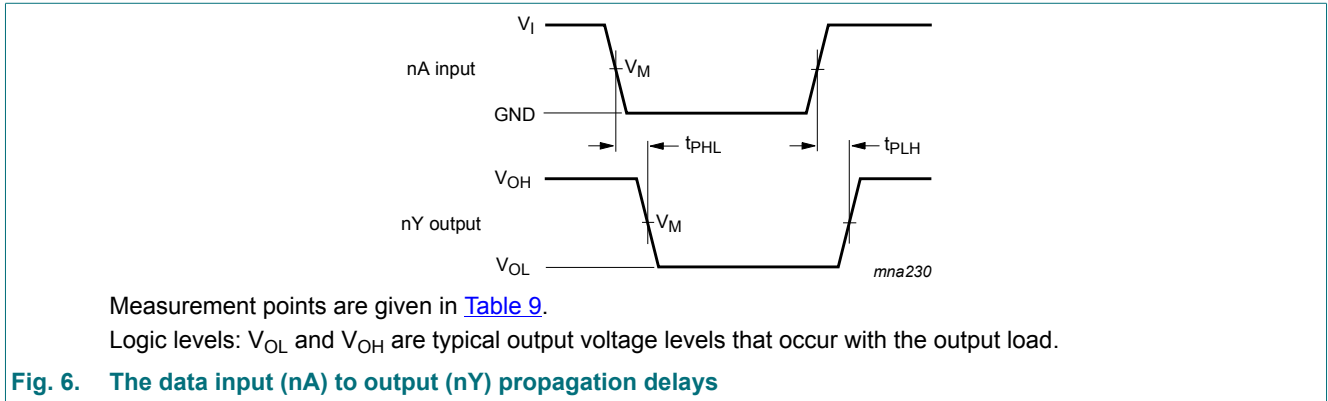 V_I
nA input
V_M
GND
t_PHL
t_PLH
V_OH
nY output
V_M
V_OL
mna230
Measurement points are given in Table 9.
Logic levels: V_OL and V_OH are typical output voltage levels that occur with the output load.
Fig. 6. The data input (nA) to output (nY) propagation delays